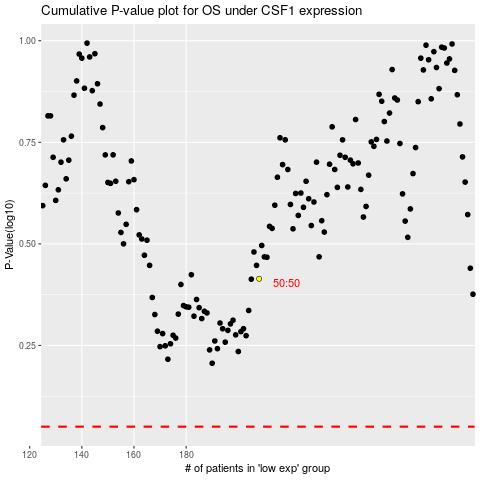 Cumulative P-value plot for OS under CSF1 expression
P-Value(log10)
1.00
0.75
0.50
0.25
50:50
120 140 160 180
# of patients in 'low exp' group